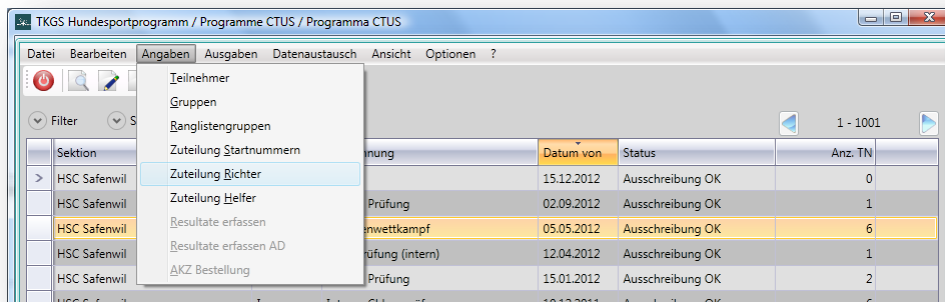 TKGS Hundesportprogramm / Programme CTUS / Programma CTUS
Datei Bearbeiten Angaben Ausgaben Datenaustausch Ansicht Optionen ?
Teilnehmer
Gruppen
Filter S Ranglistengruppen 1 - 1001
Sektion Zuteilung Startnummern nung Datum von Status Anz. TN
> HSC Safenwil Zuteilung Richter 15.12.2012 Ausschreibung OK 0
HSC Safenwil Zuteilung Helfer Prüfung 02.09.2012 Ausschreibung OK 1
HSC Safenwil Resultate erfassen enwettkampf 05.05.2012 Ausschreibung OK 6
HSC Safenwil Resultate erfassen AD rüfung (intern) 12.04.2012 Ausschreibung OK 1
HSC Safenwil AKZ Bestellung Prüfung 15.01.2012 Ausschreibung OK 2